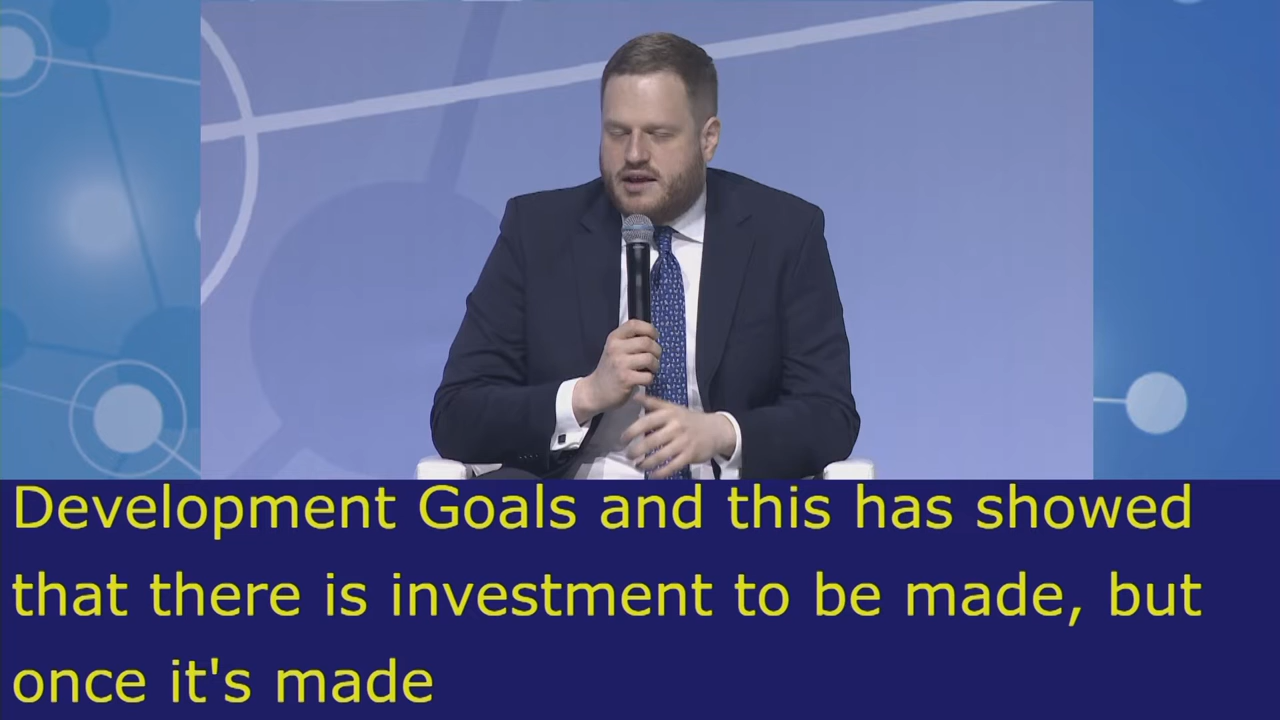 Development Goals and this has showed
that there is investment to be made, but
once it's made